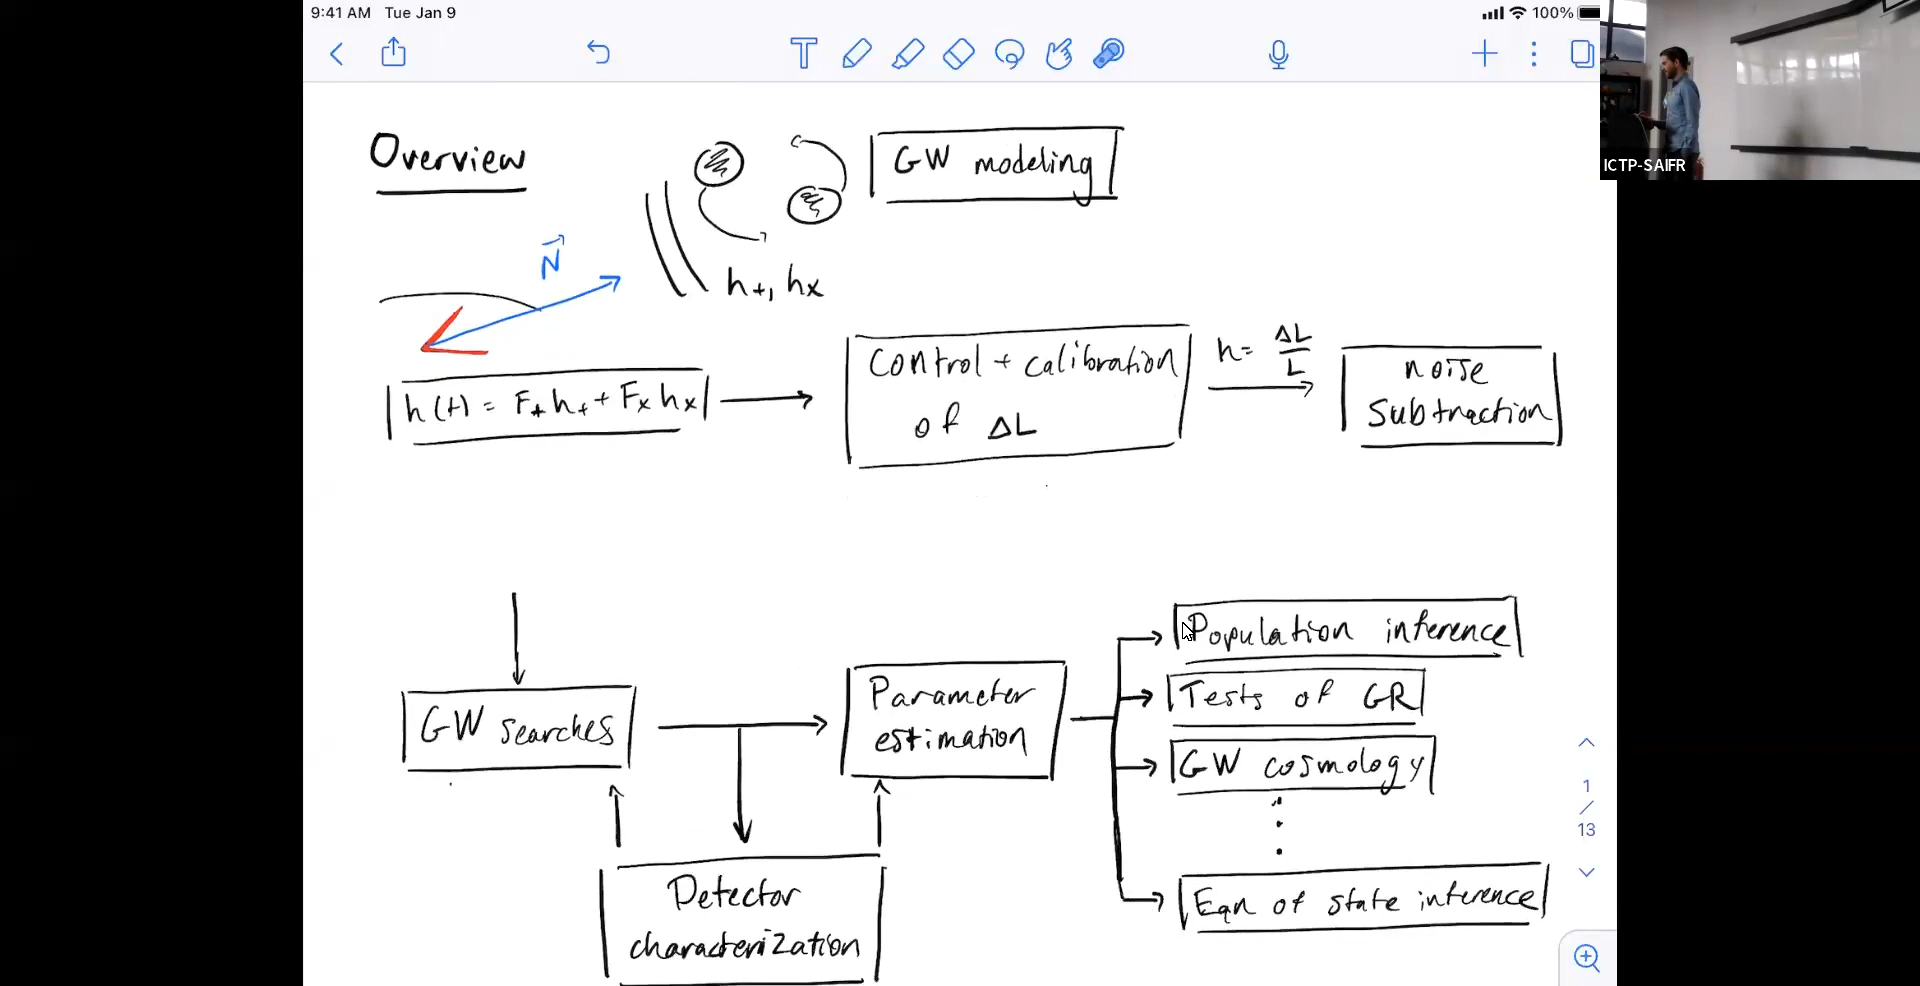 9:41 AM Tue Jan 9
100%
ICTP-SAIFR
Overview
GW modeling
N⃗
h+, hx
h(t) = F+ h+ + Fx hx
Control + calibration
of ΔL
h = ΔL/L
noise
Subtraction
GW searches
Parameter
estimation
Detector
characterization
Population inference
Tests of GR
GW cosmology
Eqn of state inference
1
/
13